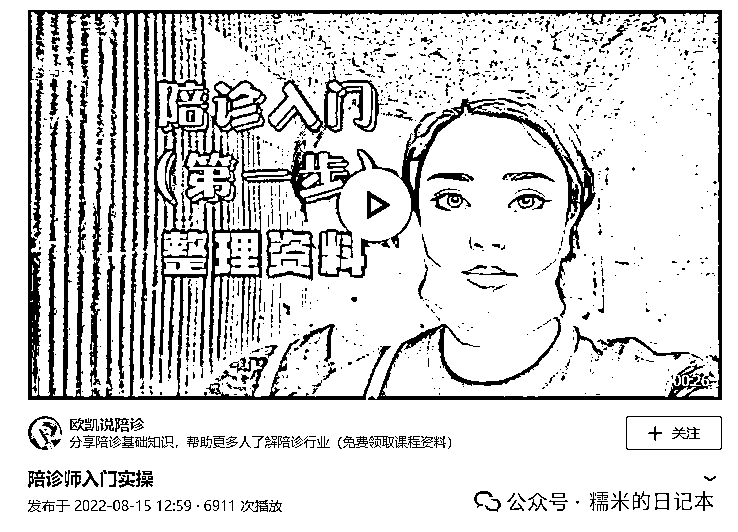 陪诊入门
(第一步)
整理资料
00:26
欧凯说陪诊
分享陪诊基础知识，帮助更多人了解陪诊行业（免费领取课程资料）
+ 关注
陪诊师入门实操
发布于 2022-08-15 12:59 · 6911 次播放
公众号 · 糯米的日记本